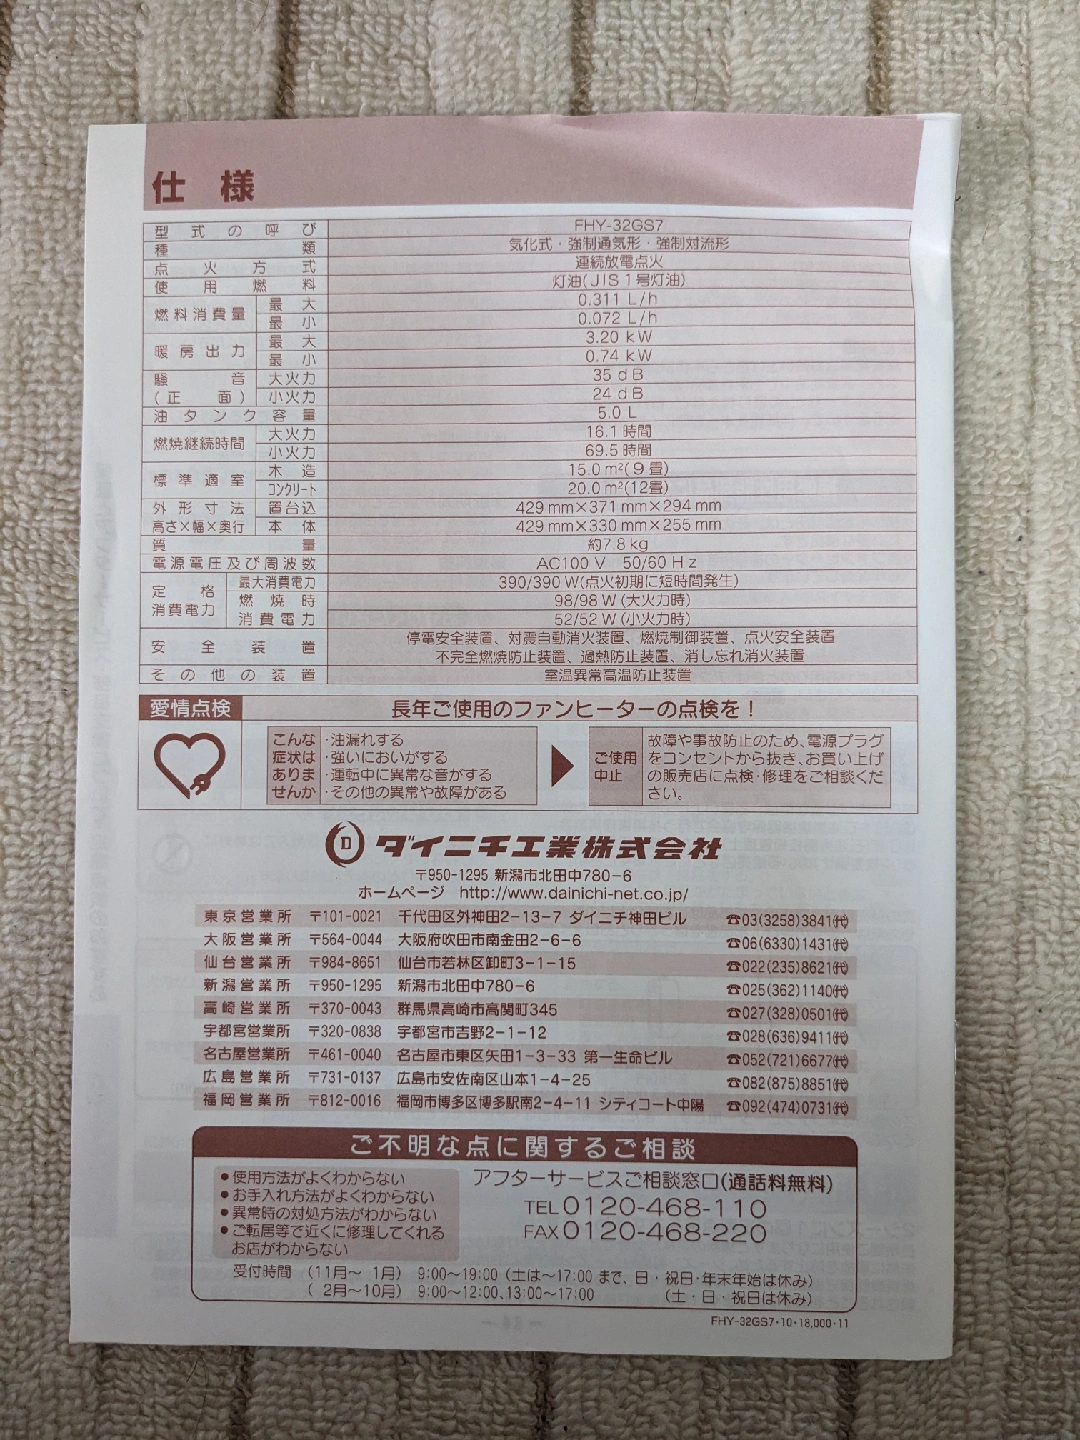 仕様
型式の呼び FHY-32GS7
種類 気化式・強制通気形・強制対流形
点火方式 連続放電点火
使用燃料 灯油(JIS1号灯油)
燃料消費量 最大 0.311 L/h
最小 0.072 L/h
暖房出力 最大 3.20 kW
最小 0.74 kW
騒音(正面) 大火力 35 dB
小火力 24 dB
油タンク容量 5.0 L
燃焼継続時間 大火力 16.1 時間
小火力 69.5 時間
標準適室 木造 15.0 m²(9畳)
コンクリート 20.0 m²(12畳)
外形寸法 置台込 429 mm×371 mm×294 mm
高さ×幅×奥行 本体 429 mm×330 mm×255 mm
質量 約7.8 kg
電源電圧及び周波数 AC100 V 50/60 Hz
定格消費電力 最大消費電力 390/390 W(点火初期に短時間発生)
燃焼時消費電力 98/98 W (大火力時)
52/52 W (小火力時)
安全装置 停電安全装置、対震自動消火装置、燃焼制御装置、点火安全装置
不完全燃焼防止装置、過熱防止装置、消し忘れ消火装置
その他の装置 室温異常高温防止装置
愛情点検 長年ご使用のファンヒーターの点検を!
こんな症状はありませんか
・油漏れする
・強いにおいがする
・運転中に異常な音がする
・その他の異常や故障がある
ご使用中止
故障や事故防止のため、電源プラグ
をコンセントから抜き、お買い上げ
の販売店に点検・修理をご相談くだ
さい。
ダイニチ工業株式会社
〒950-1295 新潟市北田中780-6
ホームページ http://www.dainichi-net.co.jp/
東京営業所 〒101-0021 千代田区外神田2-13-7 ダイニチ神田ビル ☎03(3258)3841(代)
大阪営業所 〒564-0044 大阪府吹田市南金田2-6-6 ☎06(6330)1431(代)
仙台営業所 〒984-8651 仙台市若林区卸町3-1-15 ☎022(235)8621(代)
新潟営業所 〒950-1295 新潟市北田中780-6 ☎025(362)1140(代)
高崎営業所 〒370-0043 群馬県高崎市高関町345 ☎027(328)0501(代)
宇都宮営業所 〒320-0838 宇都宮市吉野2-1-12 ☎028(636)9411(代)
名古屋営業所 〒461-0040 名古屋市東区矢田1-3-33 第一生命ビル ☎052(721)6677(代)
広島営業所 〒731-0137 広島市安佐南区山本1-4-25 ☎082(875)8851(代)
福岡営業所 〒812-0016 福岡市博多区博多駅南2-4-11 シティコート中陽 ☎092(474)0731(代)
ご不明な点に関するご相談
●使用方法がよくわからない
●お手入れ方法がよくわからない
●異常時の対処方法がわからない
●ご転居等で近くに修理してくれる
お店がわからない
アフターサービスご相談窓口(通話料無料)
TEL 0120-468-110
FAX 0120-468-220
受付時間 (11月~ 1月) 9:00~19:00 (土は~17:00 まで、日・祝日・年末年始は休み)
( 2月~10月) 9:00~12:00、13:00~17:00 (土・日・祝日は休み)
FHY-32GS7・10・18,000・11